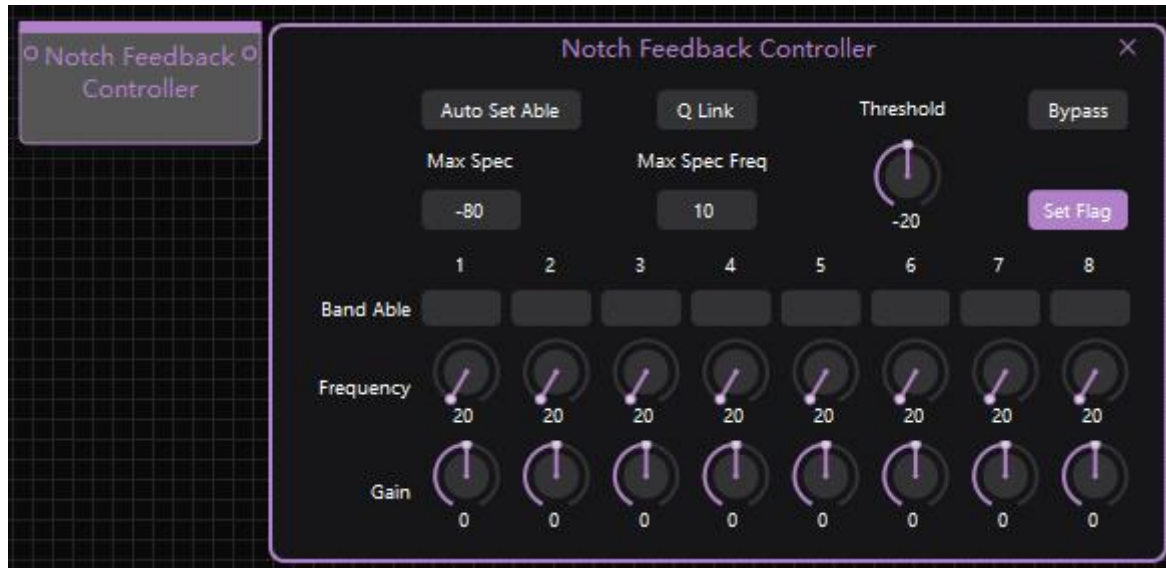 Notch Feedback
Controller
Notch Feedback Controller
Auto Set Able Q Link Threshold Bypass
Max Spec Max Spec Freq
-80 10 -20 Set Flag
1 2 3 4 5 6 7 8
Band Able
Frequency
20 20 20 20 20 20 20 20
Gain
0 0 0 0 0 0 0 0